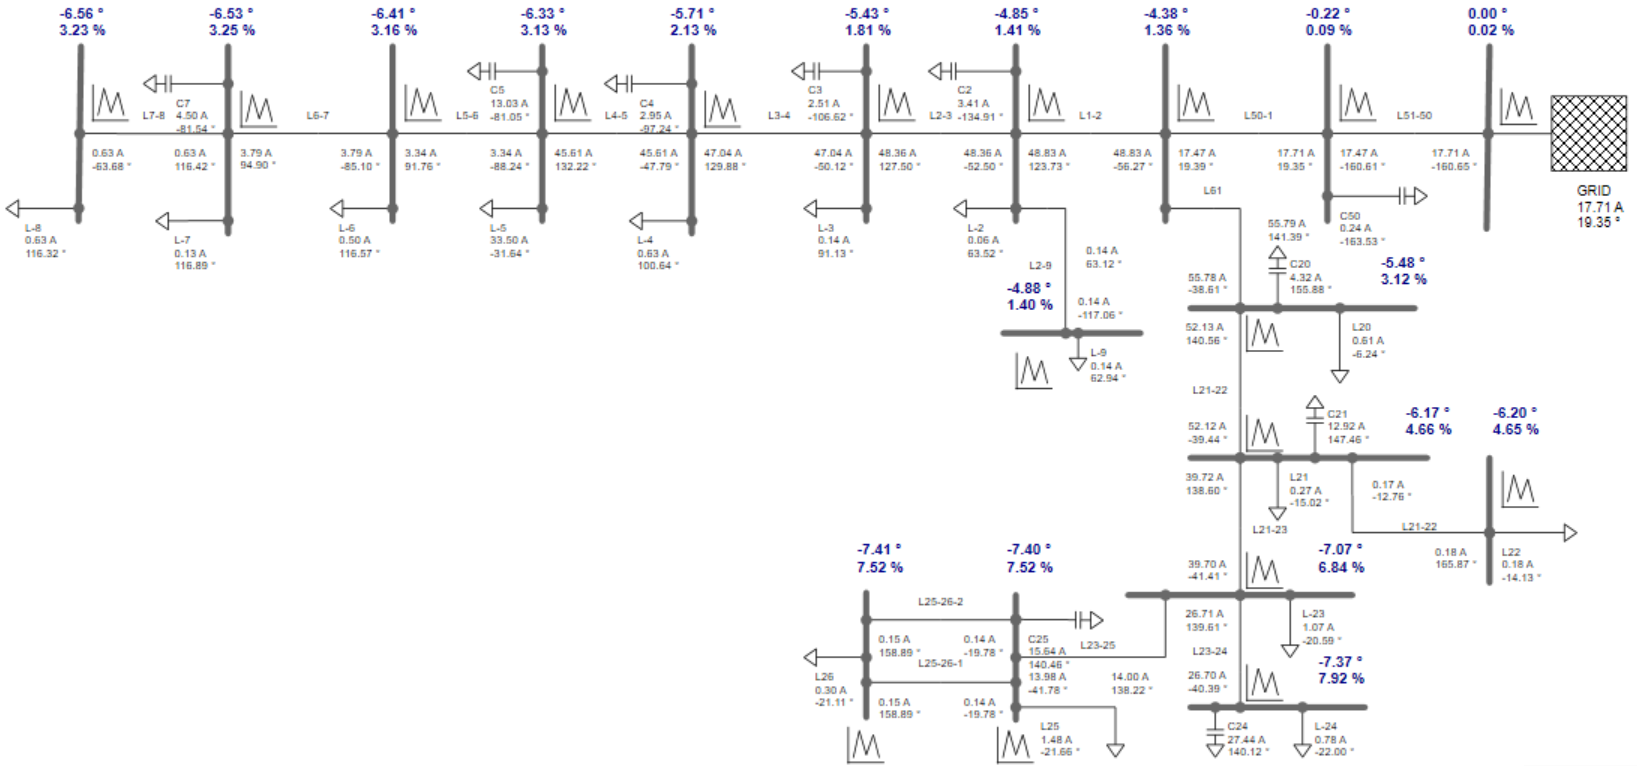 -6.56 °
3.23 %
-6.53 °
3.25 %
-6.41 °
3.16 %
-6.33 °
3.13 %
-5.71 °
2.13 %
-5.43 °
1.81 %
-4.85 °
1.41 %
-4.38 °
1.36 %
-0.22 °
0.09 %
0.00 °
0.02 %
L7-8
C7
4.50 A
-81.54 °
L6-7
L5-6
C5
13.03 A
-81.05 °
L4-5
C4
2.95 A
-97.24 °
L3-4
C3
2.51 A
-106.62 °
L2-3
C2
3.41 A
-134.91 °
L1-2
L50-1
L51-50
0.63 A
-63.68 °
0.63 A
116.42 °
3.79 A
94.90 °
3.79 A
-85.10 °
3.34 A
91.76 °
3.34 A
-88.24 °
45.61 A
132.22 °
45.61 A
-47.79 °
47.04 A
129.88 °
47.04 A
-50.12 °
48.36 A
127.50 °
48.36 A
-52.50 °
48.83 A
123.73 °
48.83 A
-56.27 °
17.47 A
19.39 °
17.71 A
19.35 °
17.47 A
-160.61 °
17.71 A
-160.65 °
GRID
17.71 A
19.35 °
L-8
0.63 A
116.32 °
L-7
0.13 A
116.89 °
L-6
0.50 A
116.57 °
L-5
33.50 A
-31.64 °
L-4
0.63 A
100.64 °
L-3
0.14 A
91.13 °
L-2
0.06 A
63.52 °
L61
C50
0.24 A
-163.53 °
0.14 A
63.12 °
L2-9
-4.88 °
1.40 %
0.14 A
-117.06 °
L-9
0.14 A
62.94 °
55.79 A
141.39 °
C20
4.32 A
155.88 °
-5.48 °
3.12 %
55.78 A
-38.61 °
52.13 A
140.56 °
L20
0.61 A
-6.24 °
L21-22
52.12 A
-39.44 °
C21
12.92 A
147.46 °
-6.17 °
4.66 %
-6.20 °
4.65 %
39.72 A
138.60 °
L21
0.27 A
-15.02 °
0.17 A
-12.76 °
L21-23
L21-22
0.18 A
165.87 °
L22
0.18 A
-14.13 °
-7.41 °
7.52 %
-7.40 °
7.52 %
39.70 A
-41.41 °
-7.07 °
6.84 %
L25-26-2
26.71 A
139.61 °
L-23
1.07 A
-20.59 °
0.15 A
158.89 °
0.14 A
-19.78 °
C25
15.64 A
140.46 °
L23-25
L23-24
L25-26-1
13.98 A
-41.78 °
14.00 A
138.22 °
-7.37 °
7.92 %
26.70 A
-40.39 °
L26
0.30 A
-21.11 °
0.15 A
158.89 °
0.14 A
-19.78 °
L25
1.48 A
-21.66 °
C24
27.44 A
140.12 °
L-24
0.78 A
-22.00 °